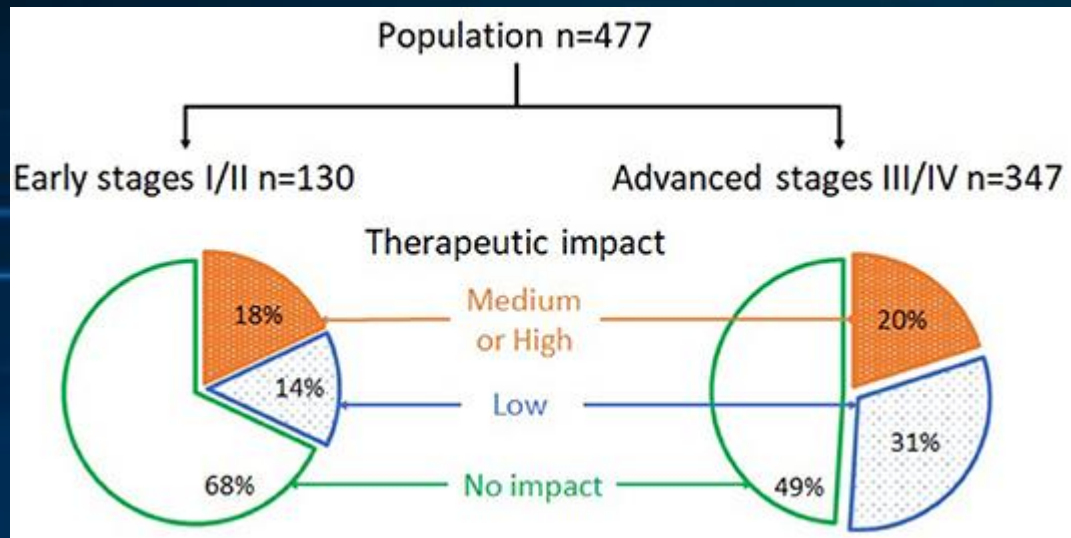 Population n=477
Early stages I/II n=130
Advanced stages III/IV n=347
Therapeutic impact
Medium
or High
Low
No impact
18%
14%
68%
20%
31%
49%